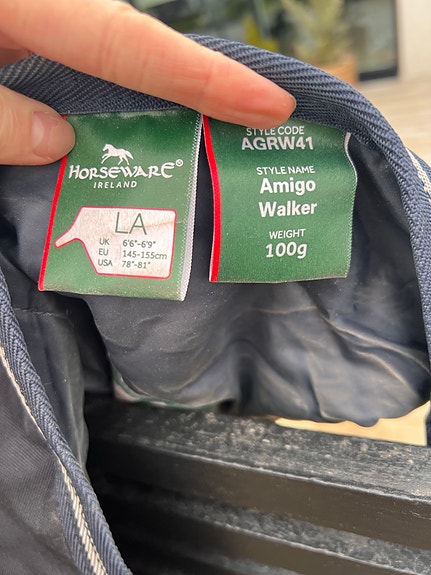 HORSEWARE®
IRELAND
LA
UK 6'6"-6'9"
EU 145-155cm
USA 78"-81"
STYLE CODE
AGRW41
STYLE NAME
Amigo
Walker
WEIGHT
100g